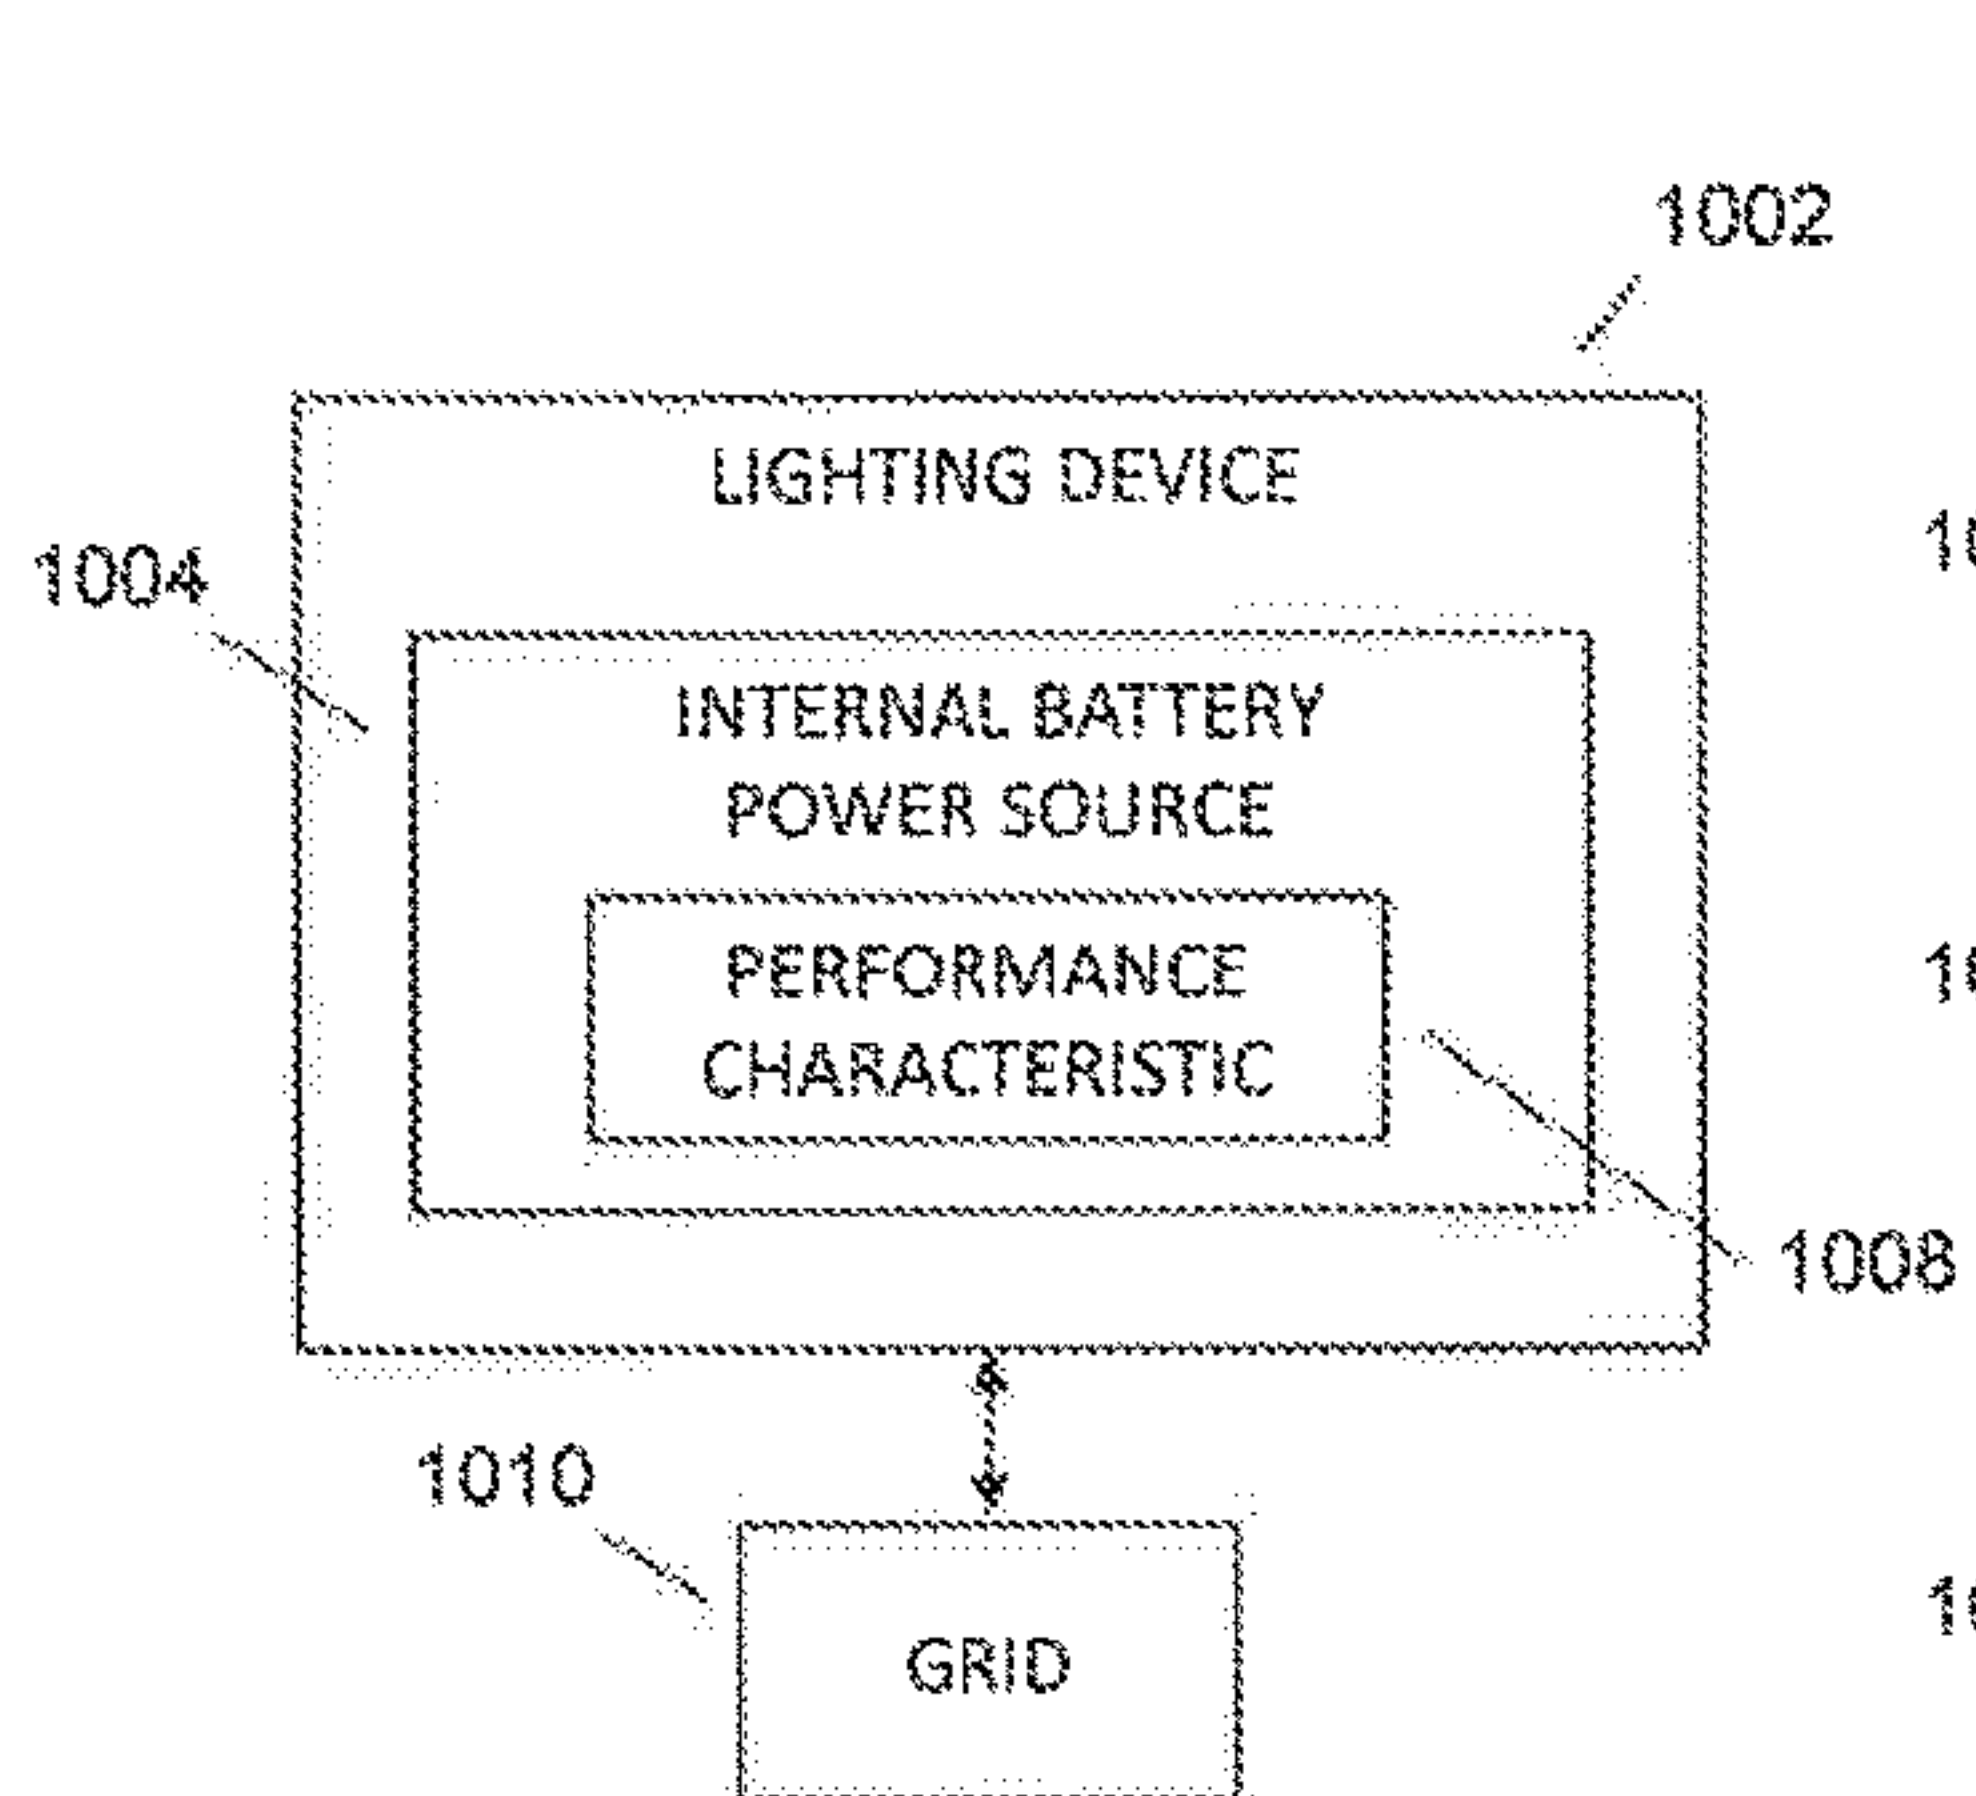 1002
LIGHTING DEVICE
1004
INTERNAL BATTERY
POWER SOURCE
PERFORMANCE
CHARACTERISTIC
1008
1010
GRID